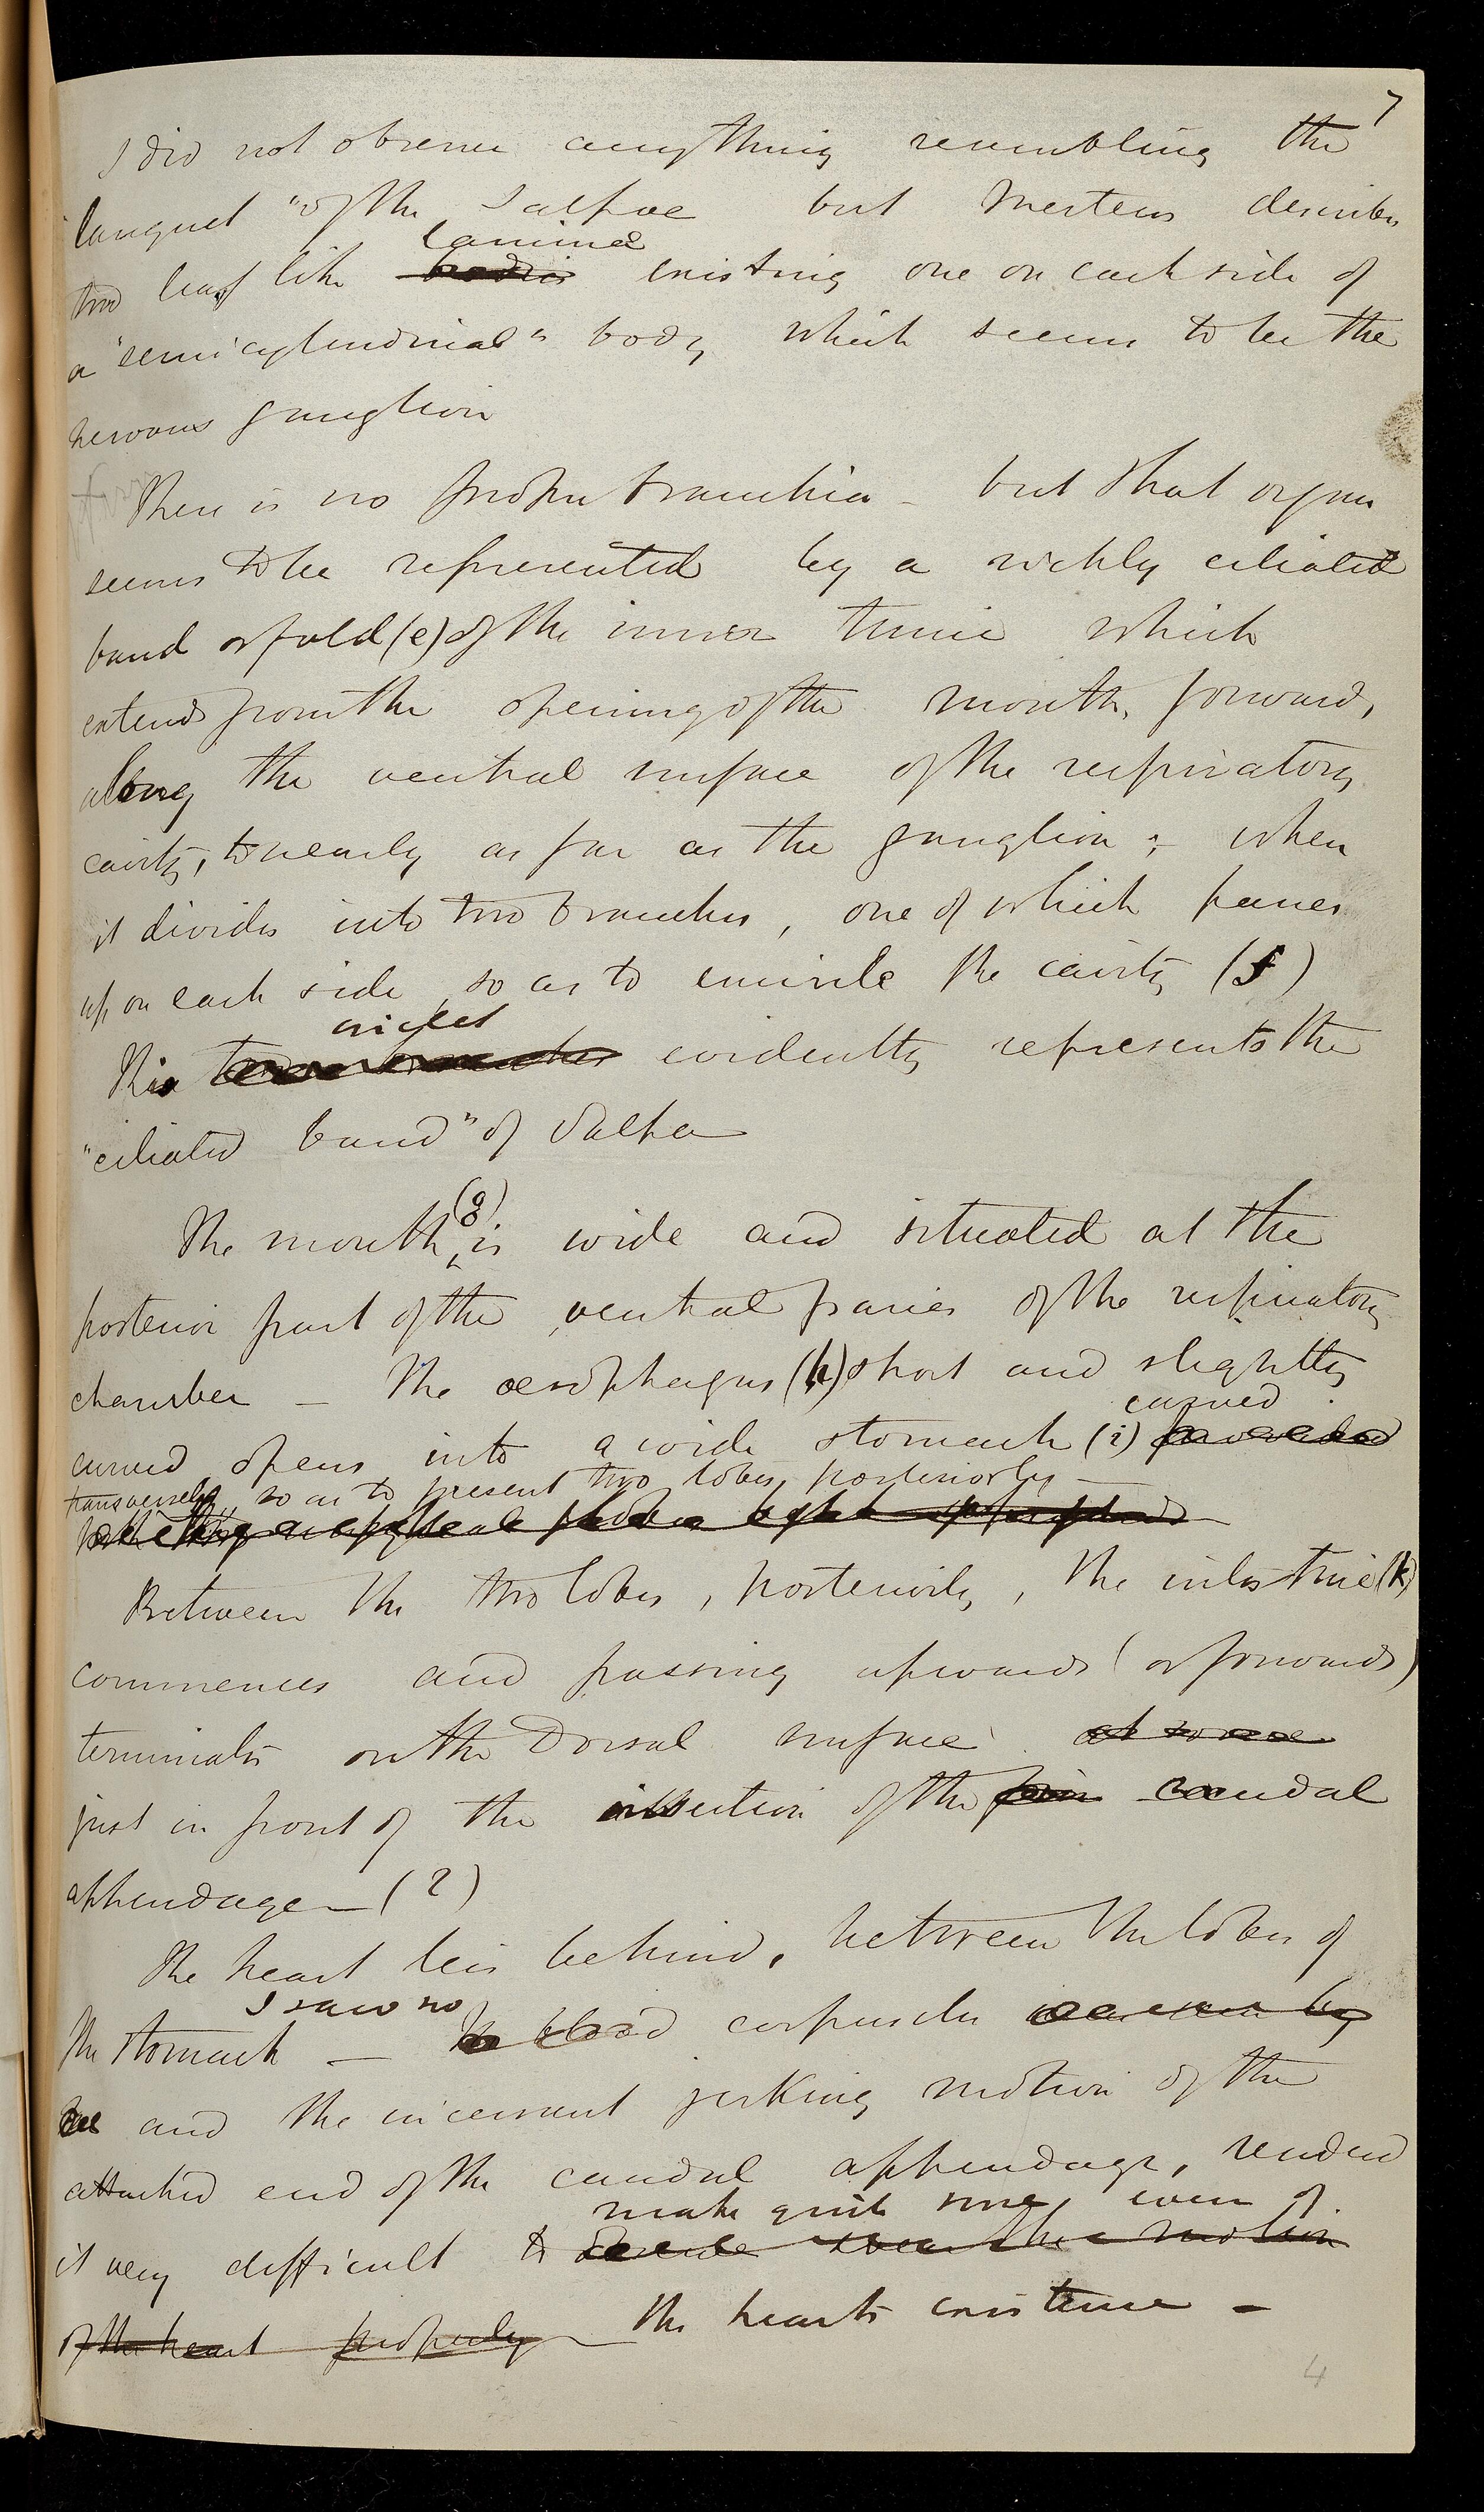 7
I did not observe anything resembling the
"languet" of the Salpae but Mertens describes
laminae
two leaf like bodies existing one on each side of
a "semicylindrical" body which seems to be the
nervous ganglion
There is no proper branchia – but that organ
seems to be represented by a richly ciliated
band or fold (e) of the inner tunic which
extends from the opening of the mouth, forward,
along the ventral surface of the respiratory
cavity, to nearly as far as the ganglion; when
it divides into two branches, one of which passes
up on each side so as to encircle the cavity (f)
circlet
This evidently represents the
"ciliated band" of Salpa
(g)
The mouth is wide and situated at the
posterior part of the ventral paries of the respiratory
chamber – The oesophagus (h) short and slightly
curved
curved opens into a wide stomach (i)
transversely so as to present two lobes posteriorly –
Between the two lobes, posteriorly, the intestine (k)
commences and passing upwards (or forwards)
terminates on the Dorsal surface
just in front of the insertion of the caudal
appendage – (?)
The heart lies behind, between the lobes of
I saw no
the stomach – blood corpuscles
and the incessant jerking motion of the
attached end of the caudal appendage, rendered
make quite sure, even of
it very difficult to decide the motion
of the heart properly the hearts existence –
4